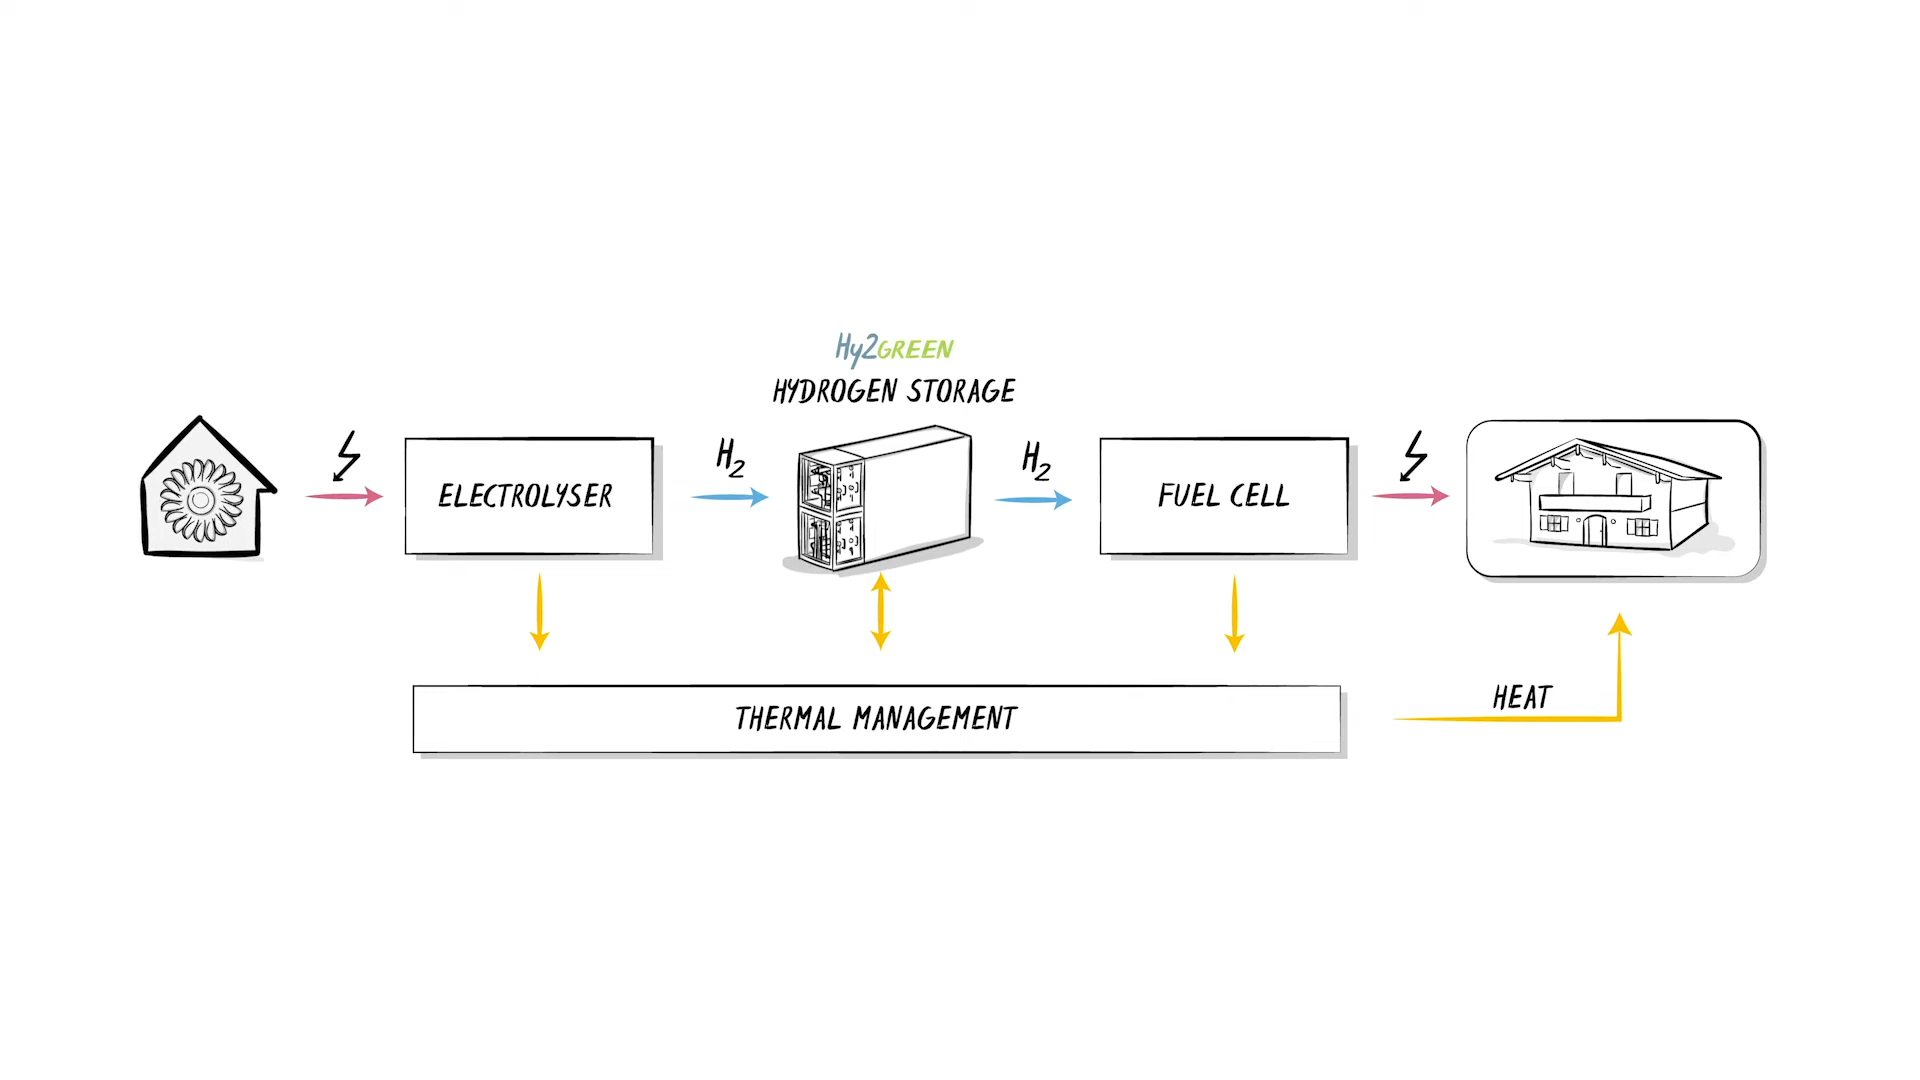 Hy2GREEN
HYDROGEN STORAGE
H2
H2
ELECTROLYSER
FUEL CELL
HEAT
THERMAL MANAGEMENT